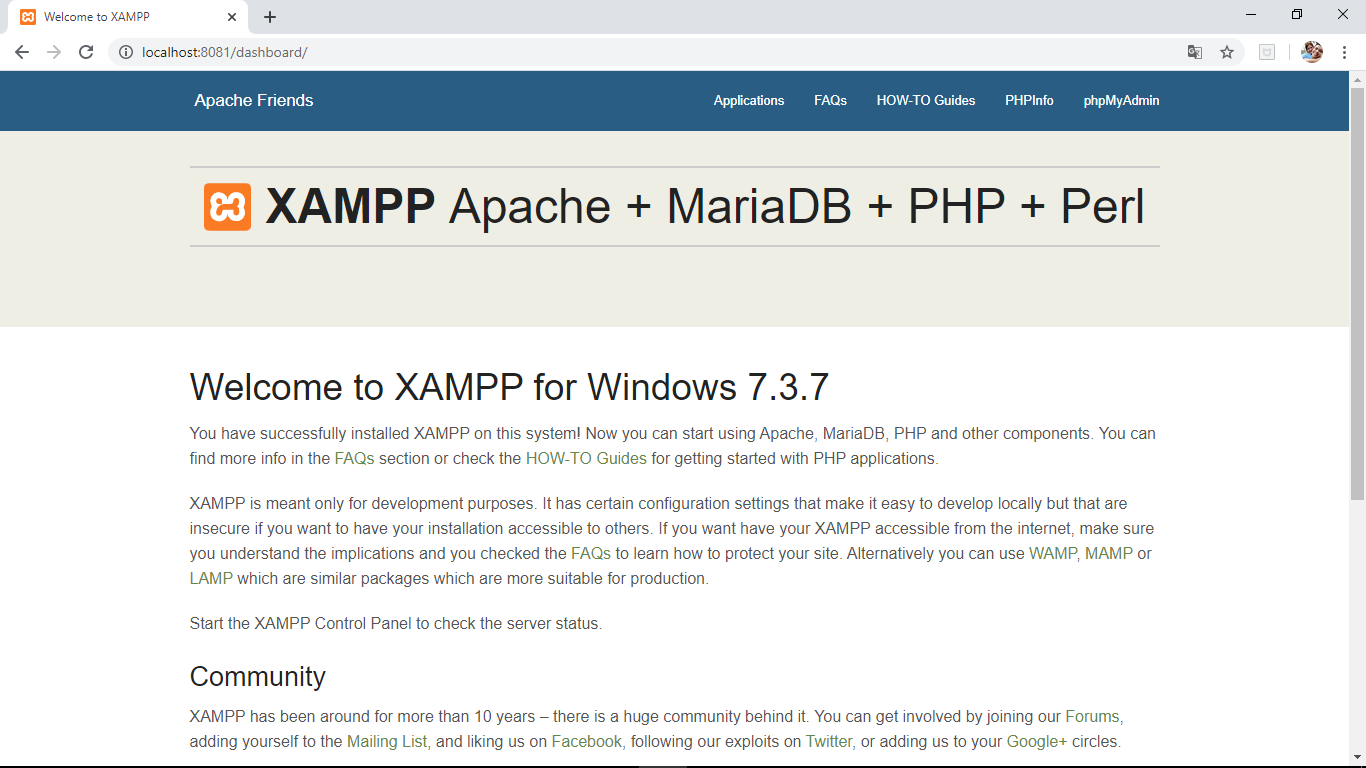 Welcome to XAMPP
localhost:8081/dashboard/
Apache Friends
Applications
FAQs
HOW-TO Guides
PHPInfo
phpMyAdmin
XAMPP Apache + MariaDB + PHP + Perl
Welcome to XAMPP for Windows 7.3.7
You have successfully installed XAMPP on this system! Now you can start using Apache, MariaDB, PHP and other components. You can
find more info in the FAQs section or check the HOW-TO Guides for getting started with PHP applications.
XAMPP is meant only for development purposes. It has certain configuration settings that make it easy to develop locally but that are
insecure if you want to have your installation accessible to others. If you want have your XAMPP accessible from the internet, make sure
you understand the implications and you checked the FAQs to learn how to protect your site. Alternatively you can use WAMP, MAMP or
LAMP which are similar packages which are more suitable for production.
Start the XAMPP Control Panel to check the server status.
Community
XAMPP has been around for more than 10 years – there is a huge community behind it. You can get involved by joining our Forums,
adding yourself to the Mailing List, and liking us on Facebook, following our exploits on Twitter, or adding us to your Google+ circles.